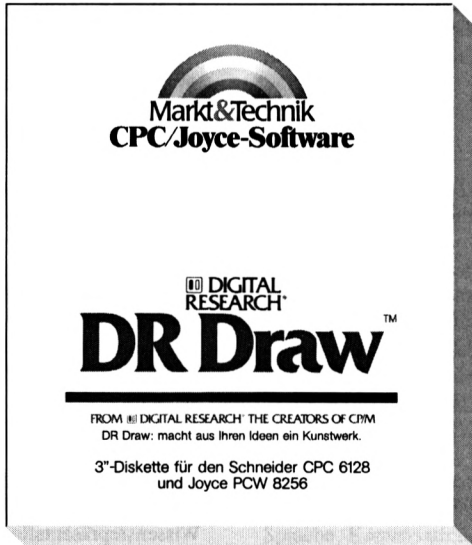 Markt&Technik
CPC/Joyce-Software
DIGITAL
RESEARCH
DR Draw™
FROM DIGITAL RESEARCH THE CREATORS OF CP/M
DR Draw: macht aus Ihren Ideen ein Kunstwerk.
3"-Diskette für den Schneider CPC 6128
und Joyce PCW 8256